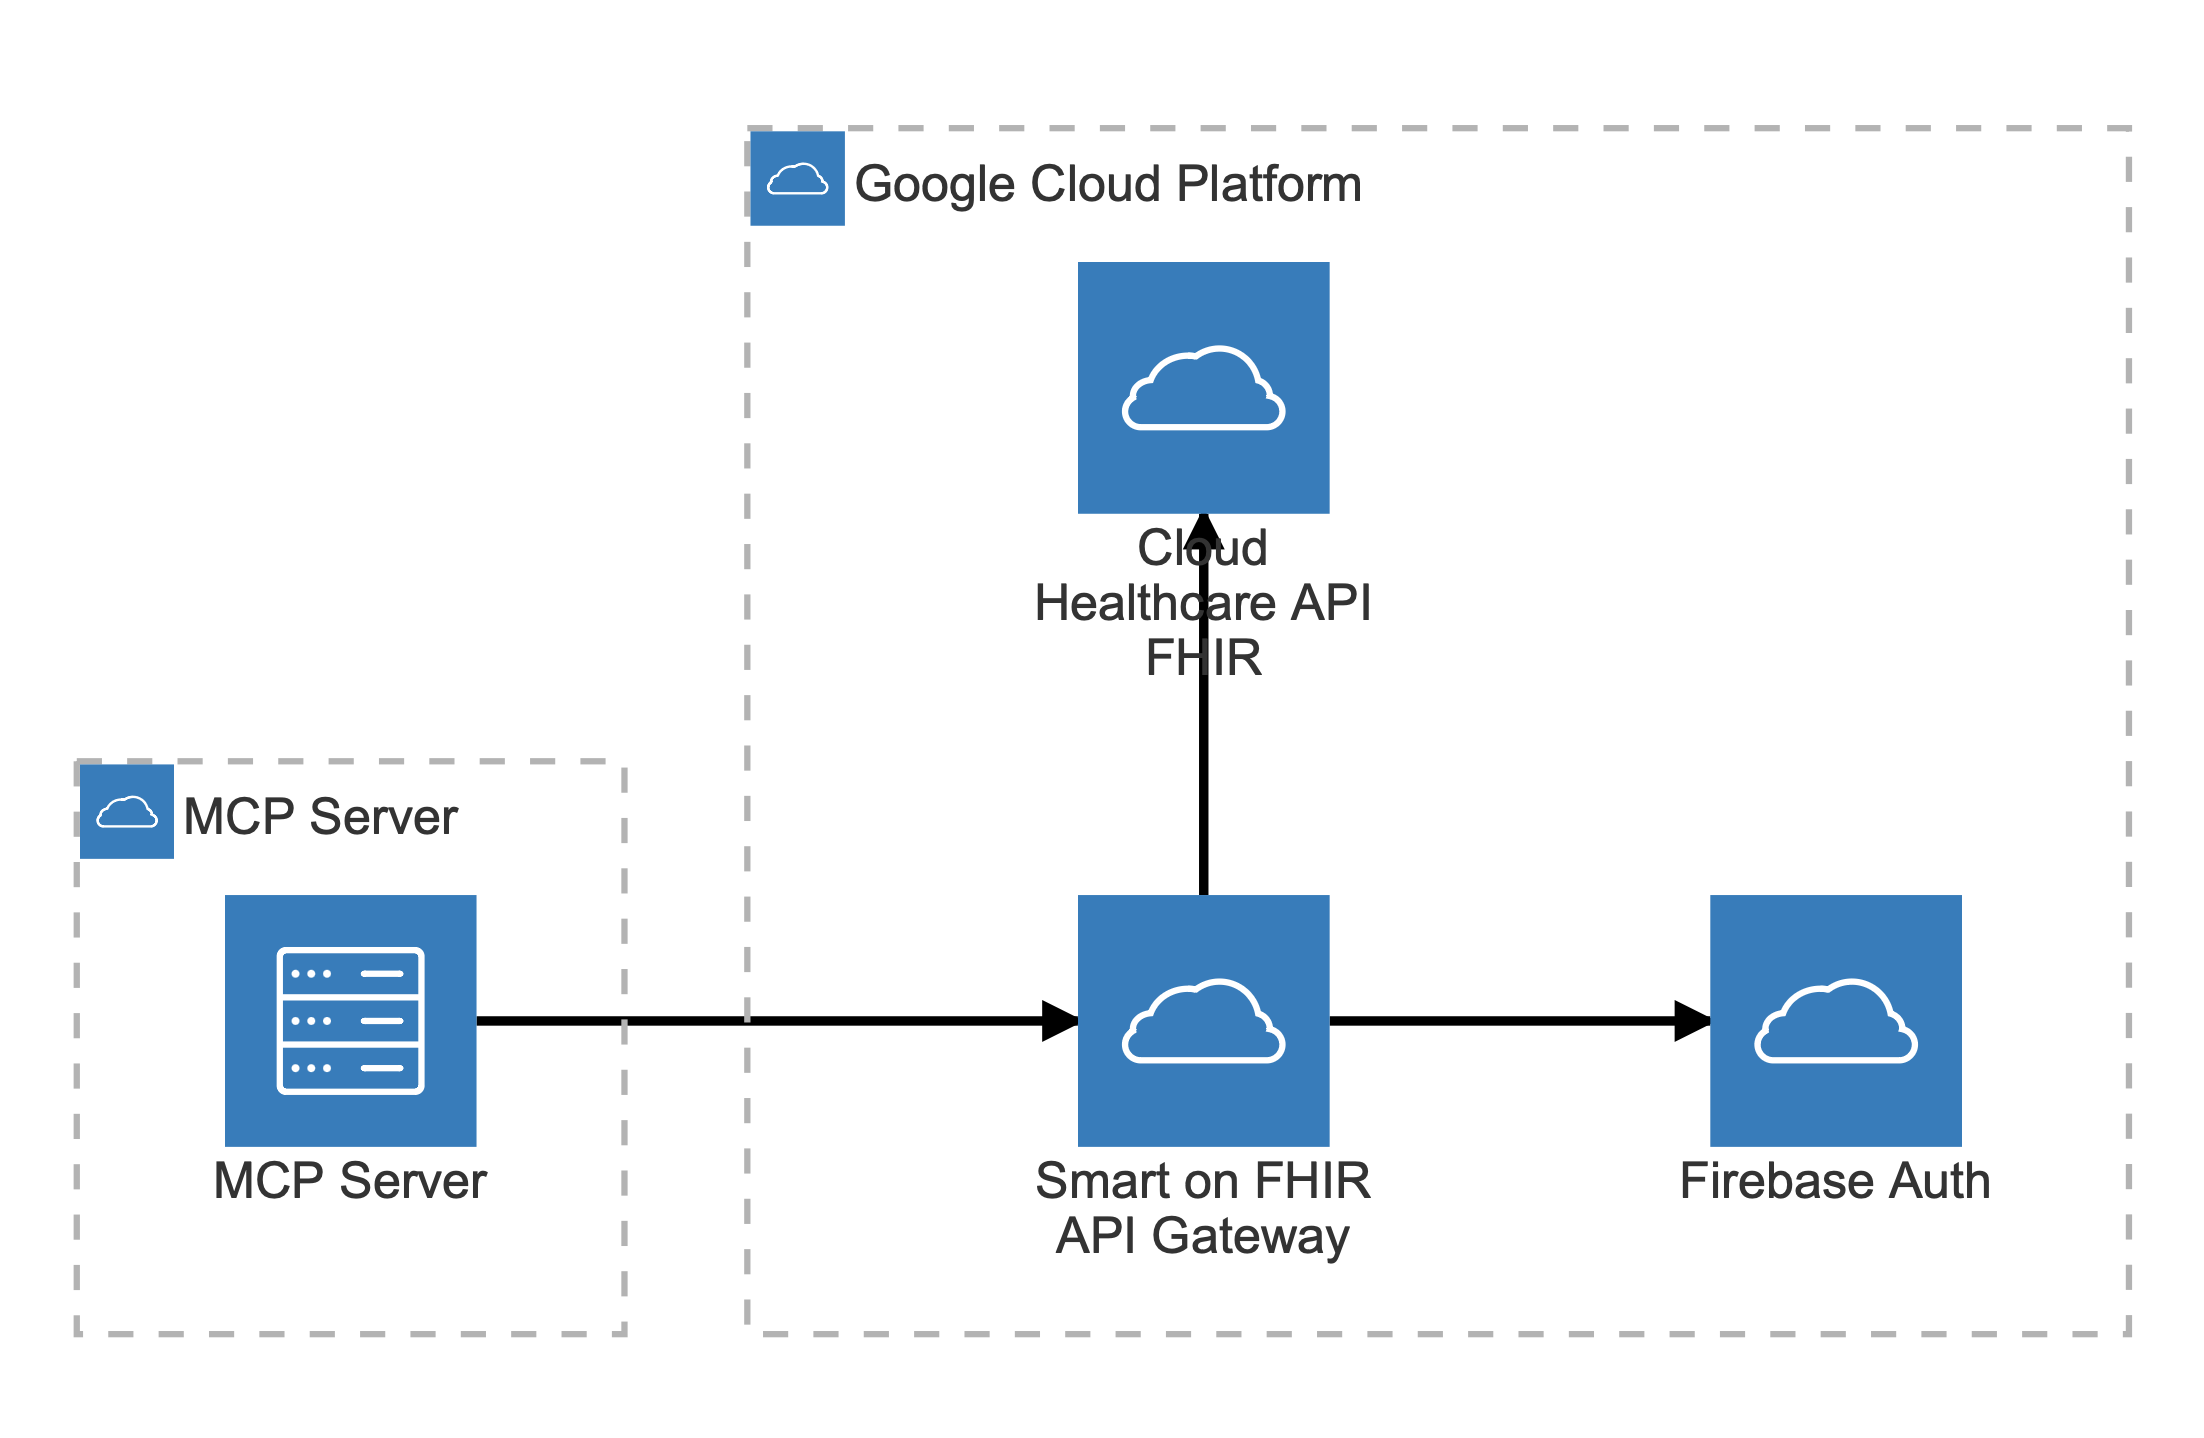 Google Cloud Platform
Cloud
Healthcare API
FHIR
MCP Server
MCP Server
Smart on FHIR
API Gateway
Firebase Auth